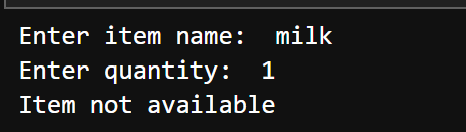 Enter item name:  milk
Enter quantity:  1
Item not available